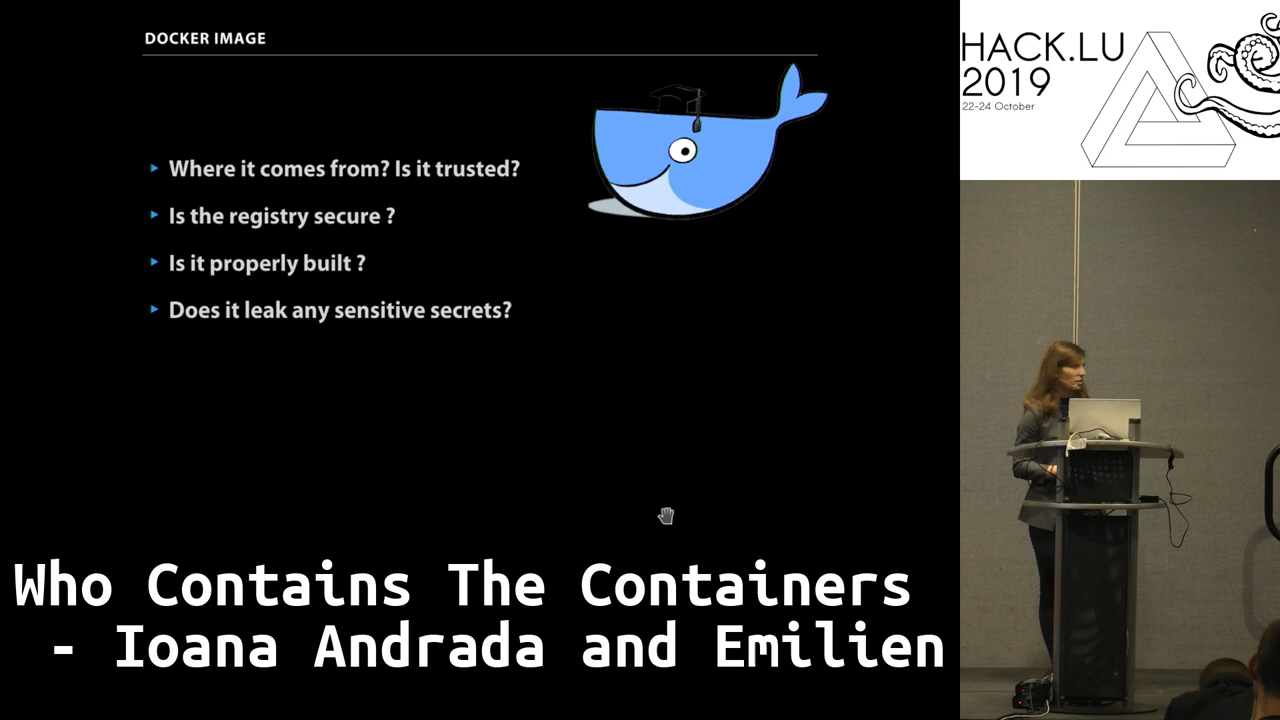 DOCKER IMAGE
Where it comes from? Is it trusted?
Is the registry secure ?
Is it properly built ?
Does it leak any sensitive secrets?
Who Contains The Containers
- Ioana Andrada and Emilien
HACK.LU
2019
22-24 October